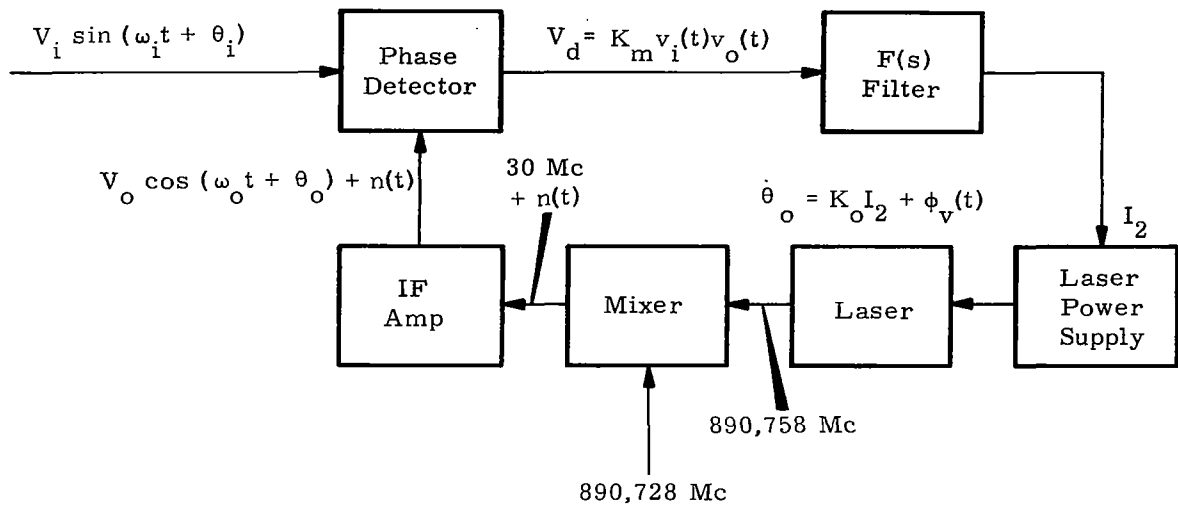 V_i sin (ω_i t + θ_i)
Phase
Detector
V_d = K_m v_i(t)v_o(t)
F(s)
Filter
V_o cos (ω_o t + θ_o) + n(t)
30 Mc
+ n(t)
θ̇_o = K_o I_2 + ϕ_v(t)
I_2
IF
Amp
Mixer
Laser
Laser
Power
Supply
890,758 Mc
890,728 Mc